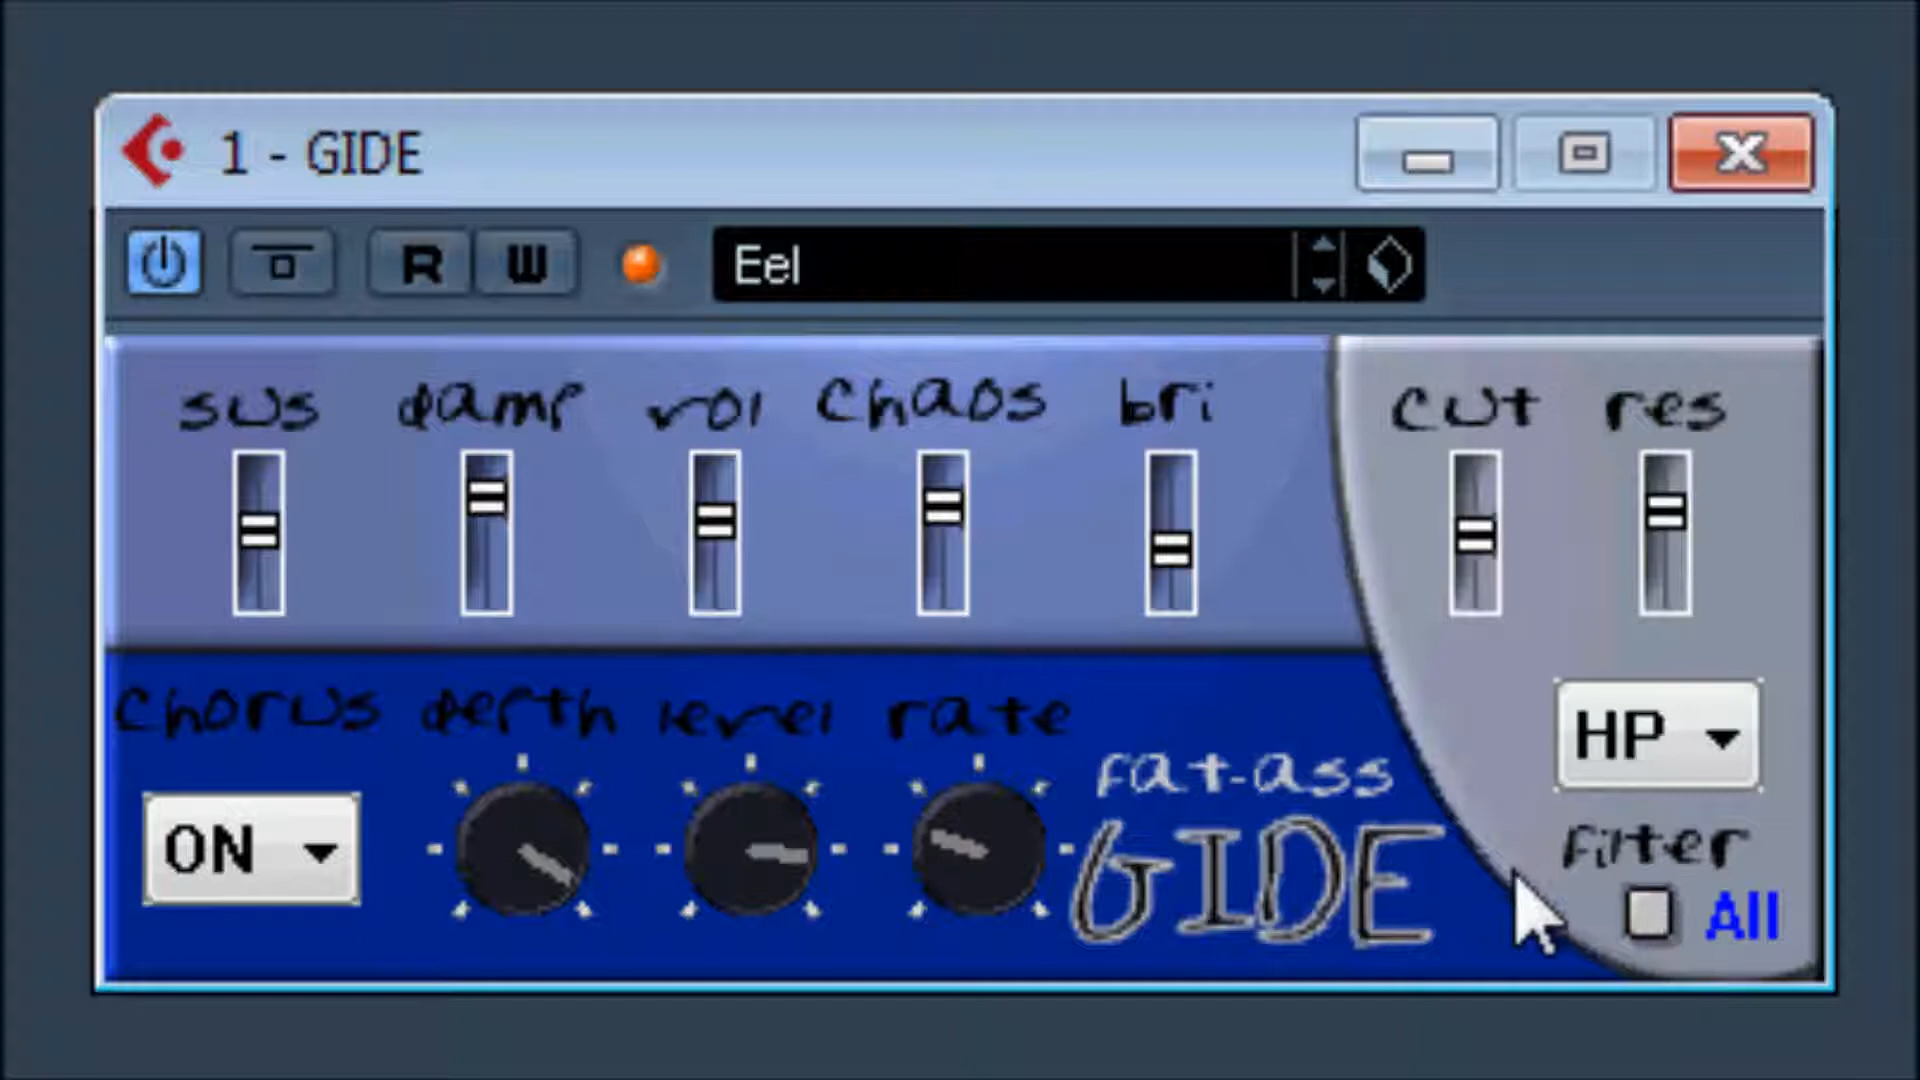 1 - GIDE
R W Eel
sus damp vol chaos bri cut res
chorus depth level rate
HP
fat-ass
ON GIDE filter
All